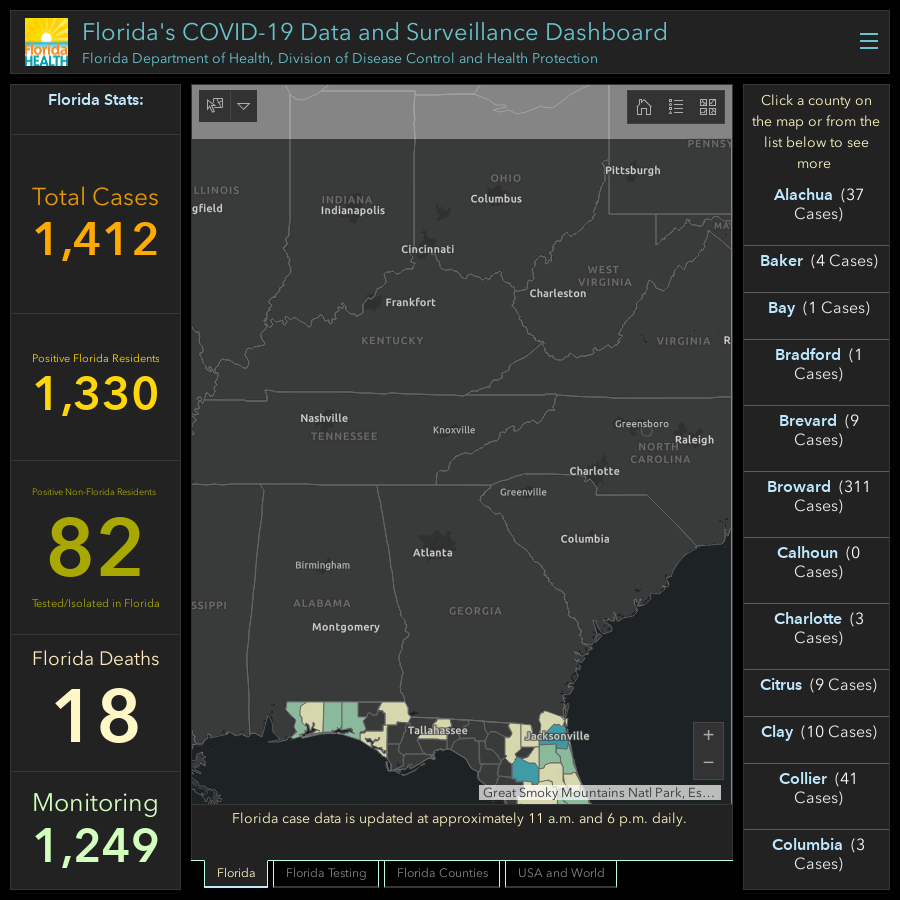 Florida HEALTH
Florida's COVID-19 Data and Surveillance Dashboard
Florida Department of Health, Division of Disease Control and Health Protection
Florida Stats:
Total Cases
1,412
Positive Florida Residents
1,330
Positive Non-Florida Residents
82
Tested/Isolated in Florida
Florida Deaths
18
Monitoring
1,249
PENNSY
Pittsburgh
OHIO
Columbus
LLINOIS
gfield
INDIANA
Indianapolis
MA
Cincinnati
WEST
VIRGINIA
Charleston
Frankfort
KENTUCKY
VIRGINIA
R
Nashville
TENNESSEE
Knoxville
Greensboro
Raleigh
NORTH
CAROLINA
Charlotte
Greenville
Columbia
Atlanta
Birmingham
SSIPPI
ALABAMA
GEORGIA
Montgomery
Tallahassee
Jacksonville
+
−
Great Smoky Mountains Natl Park, Es...
Florida case data is updated at approximately 11 a.m. and 6 p.m. daily.
Florida
Florida Testing
Florida Counties
USA and World
Click a county on
the map or from the
list below to see
more
Alachua (37
Cases)
Baker (4 Cases)
Bay (1 Cases)
Bradford (1
Cases)
Brevard (9
Cases)
Broward (311
Cases)
Calhoun (0
Cases)
Charlotte (3
Cases)
Citrus (9 Cases)
Clay (10 Cases)
Collier (41
Cases)
Columbia (3
Cases)